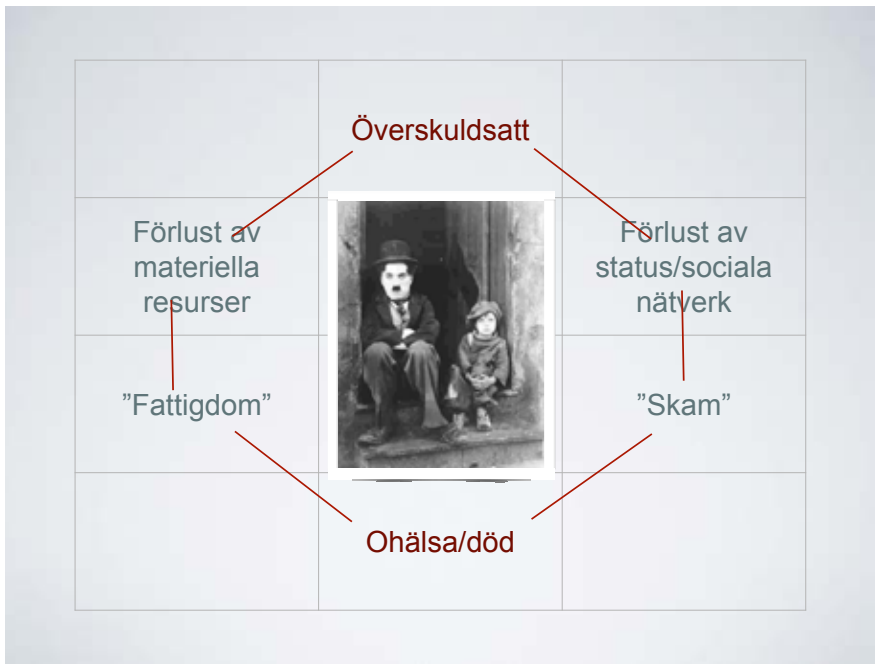 Överskuldsatt
Förlust av
materiella
resurser
Förlust av
status/sociala
nätverk
”Fattigdom”
”Skam”
Ohälsa/död